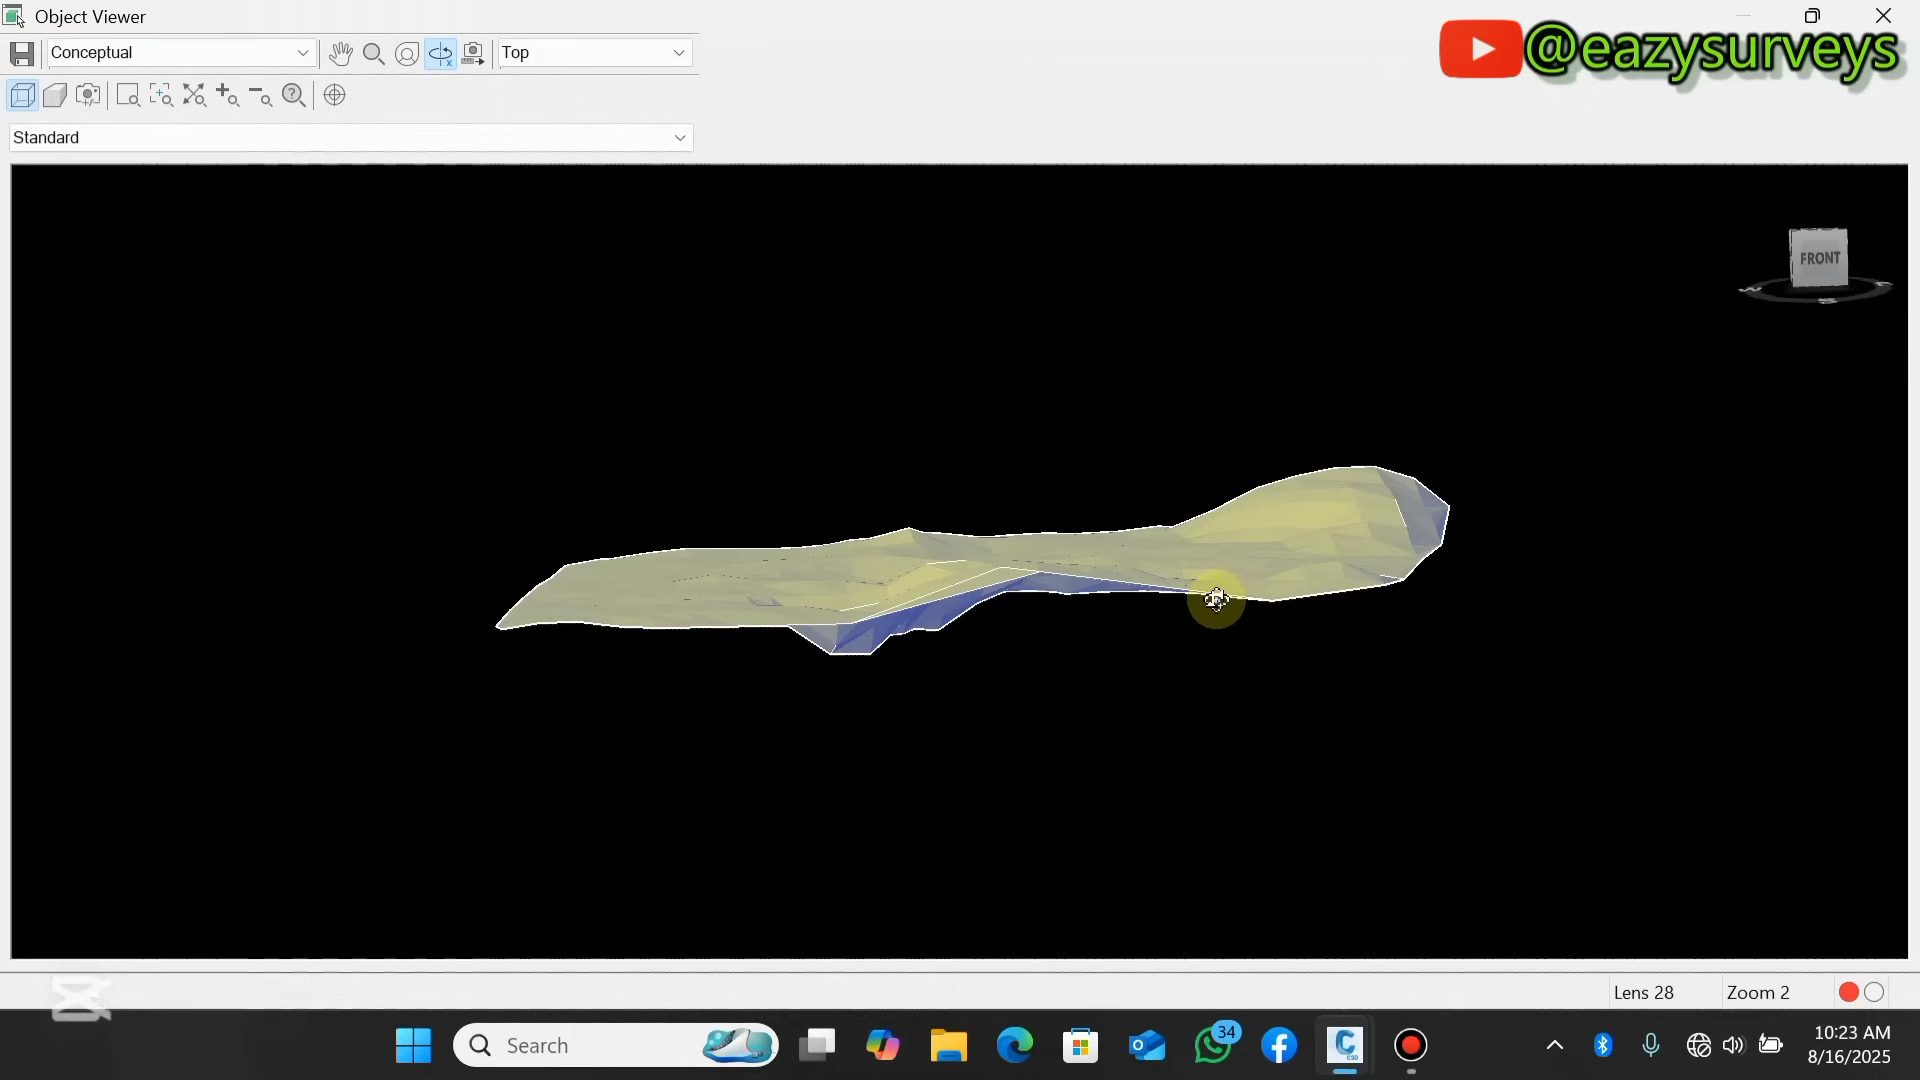 Object Viewer
@eazysurveys
Conceptual
Top
Standard
FRONT
W
S
Lens 28
Zoom 2
Search
34
C3D
10:23 AM
8/16/2025